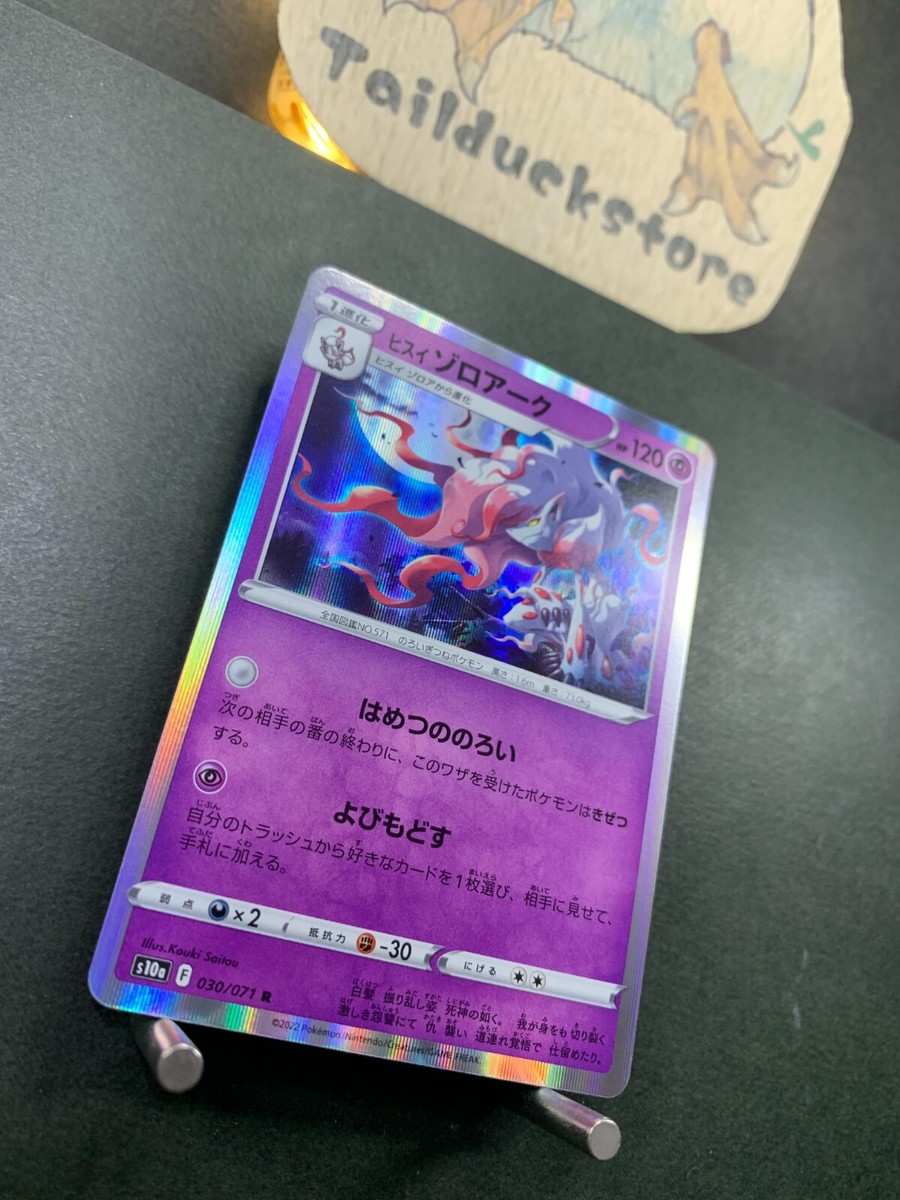 Tailduckstore
1進化
ヒスイ ゾロアーク
HP 120
ヒスイ ゾロアから進化
全国図鑑NO.571 のろいぎつねポケモン 高さ：1.6m 重さ：73.0kg
はめつののろい
次の相手の番の終わりに、このワザを受けたポケモンはきぜつ
する。
よびもどす
自分のトラッシュから好きなカードを1枚選び、相手に見せて、
手札に加える。
弱点 ×2 抵抗力 -30 にげる
Illus.Kouki Saitou
s10a F 030/071 R
白髪 振り乱し姿 死神の如く。 我が身をも切り裂く
激しき怨讐にて 仇 襲い 道連れ覚悟で 仕留めたり。
©2022 Pokémon/Nintendo/Creatures/GAME FREAK.